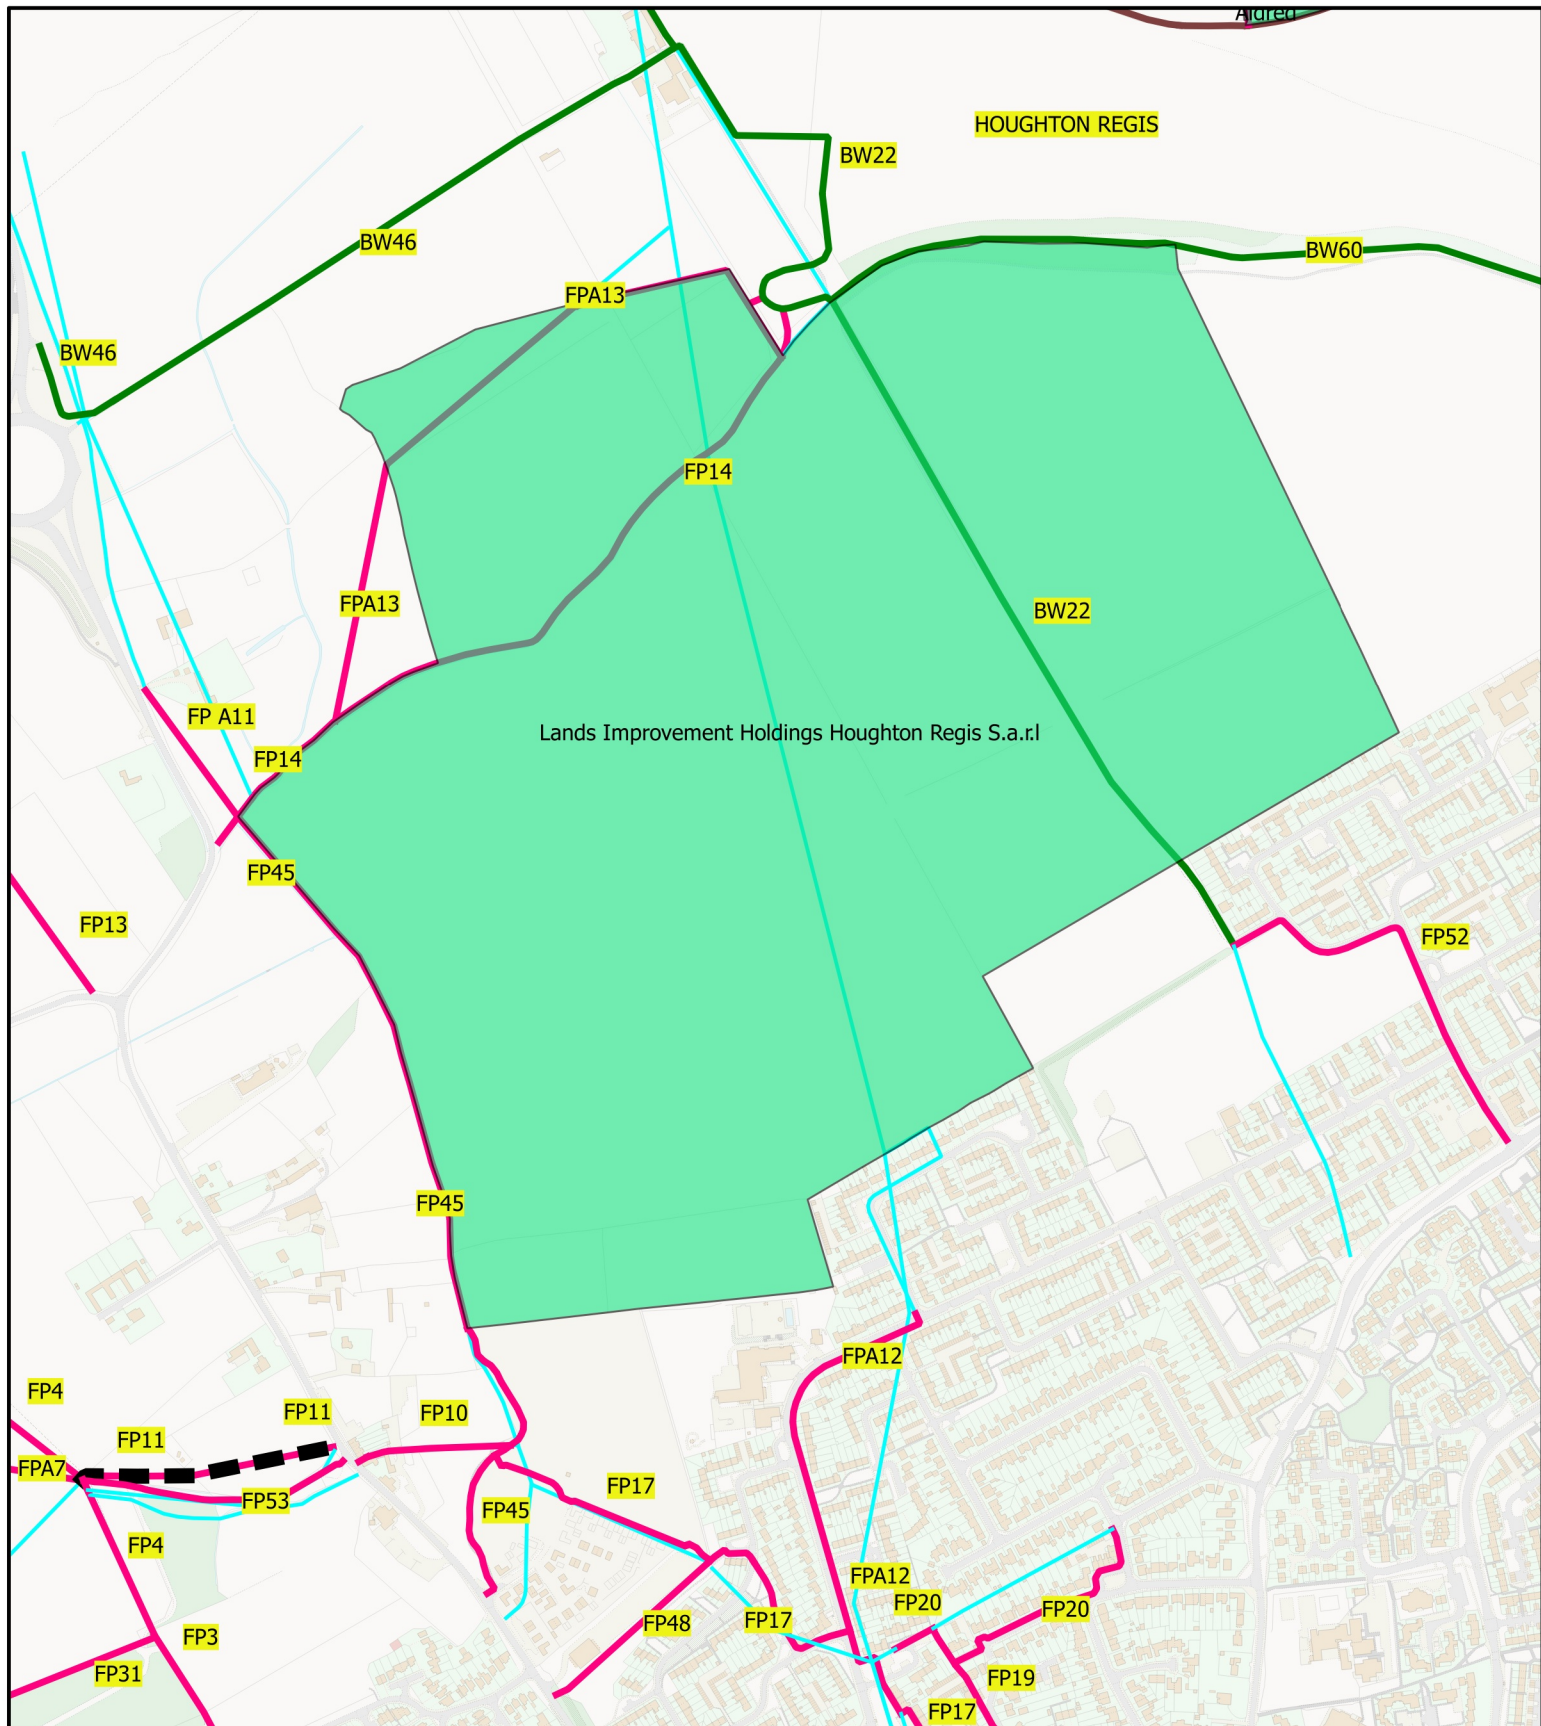 Aldred
HOUGHTON REGIS
BW22
BW46
BW60
FPA13
BW46
FP14
FPA13
BW22
FP A11
Lands Improvement Holdings Houghton Regis S.a.r.l
FP14
FP45
FP13
FP52
FP45
FPA12
FP4
FP11
FP10
FP11
FPA7
FP17
FP53
FP45
FP4
FPA12
FP20
FP20
FP48
FP17
FP3
FP31
FP19
FP17